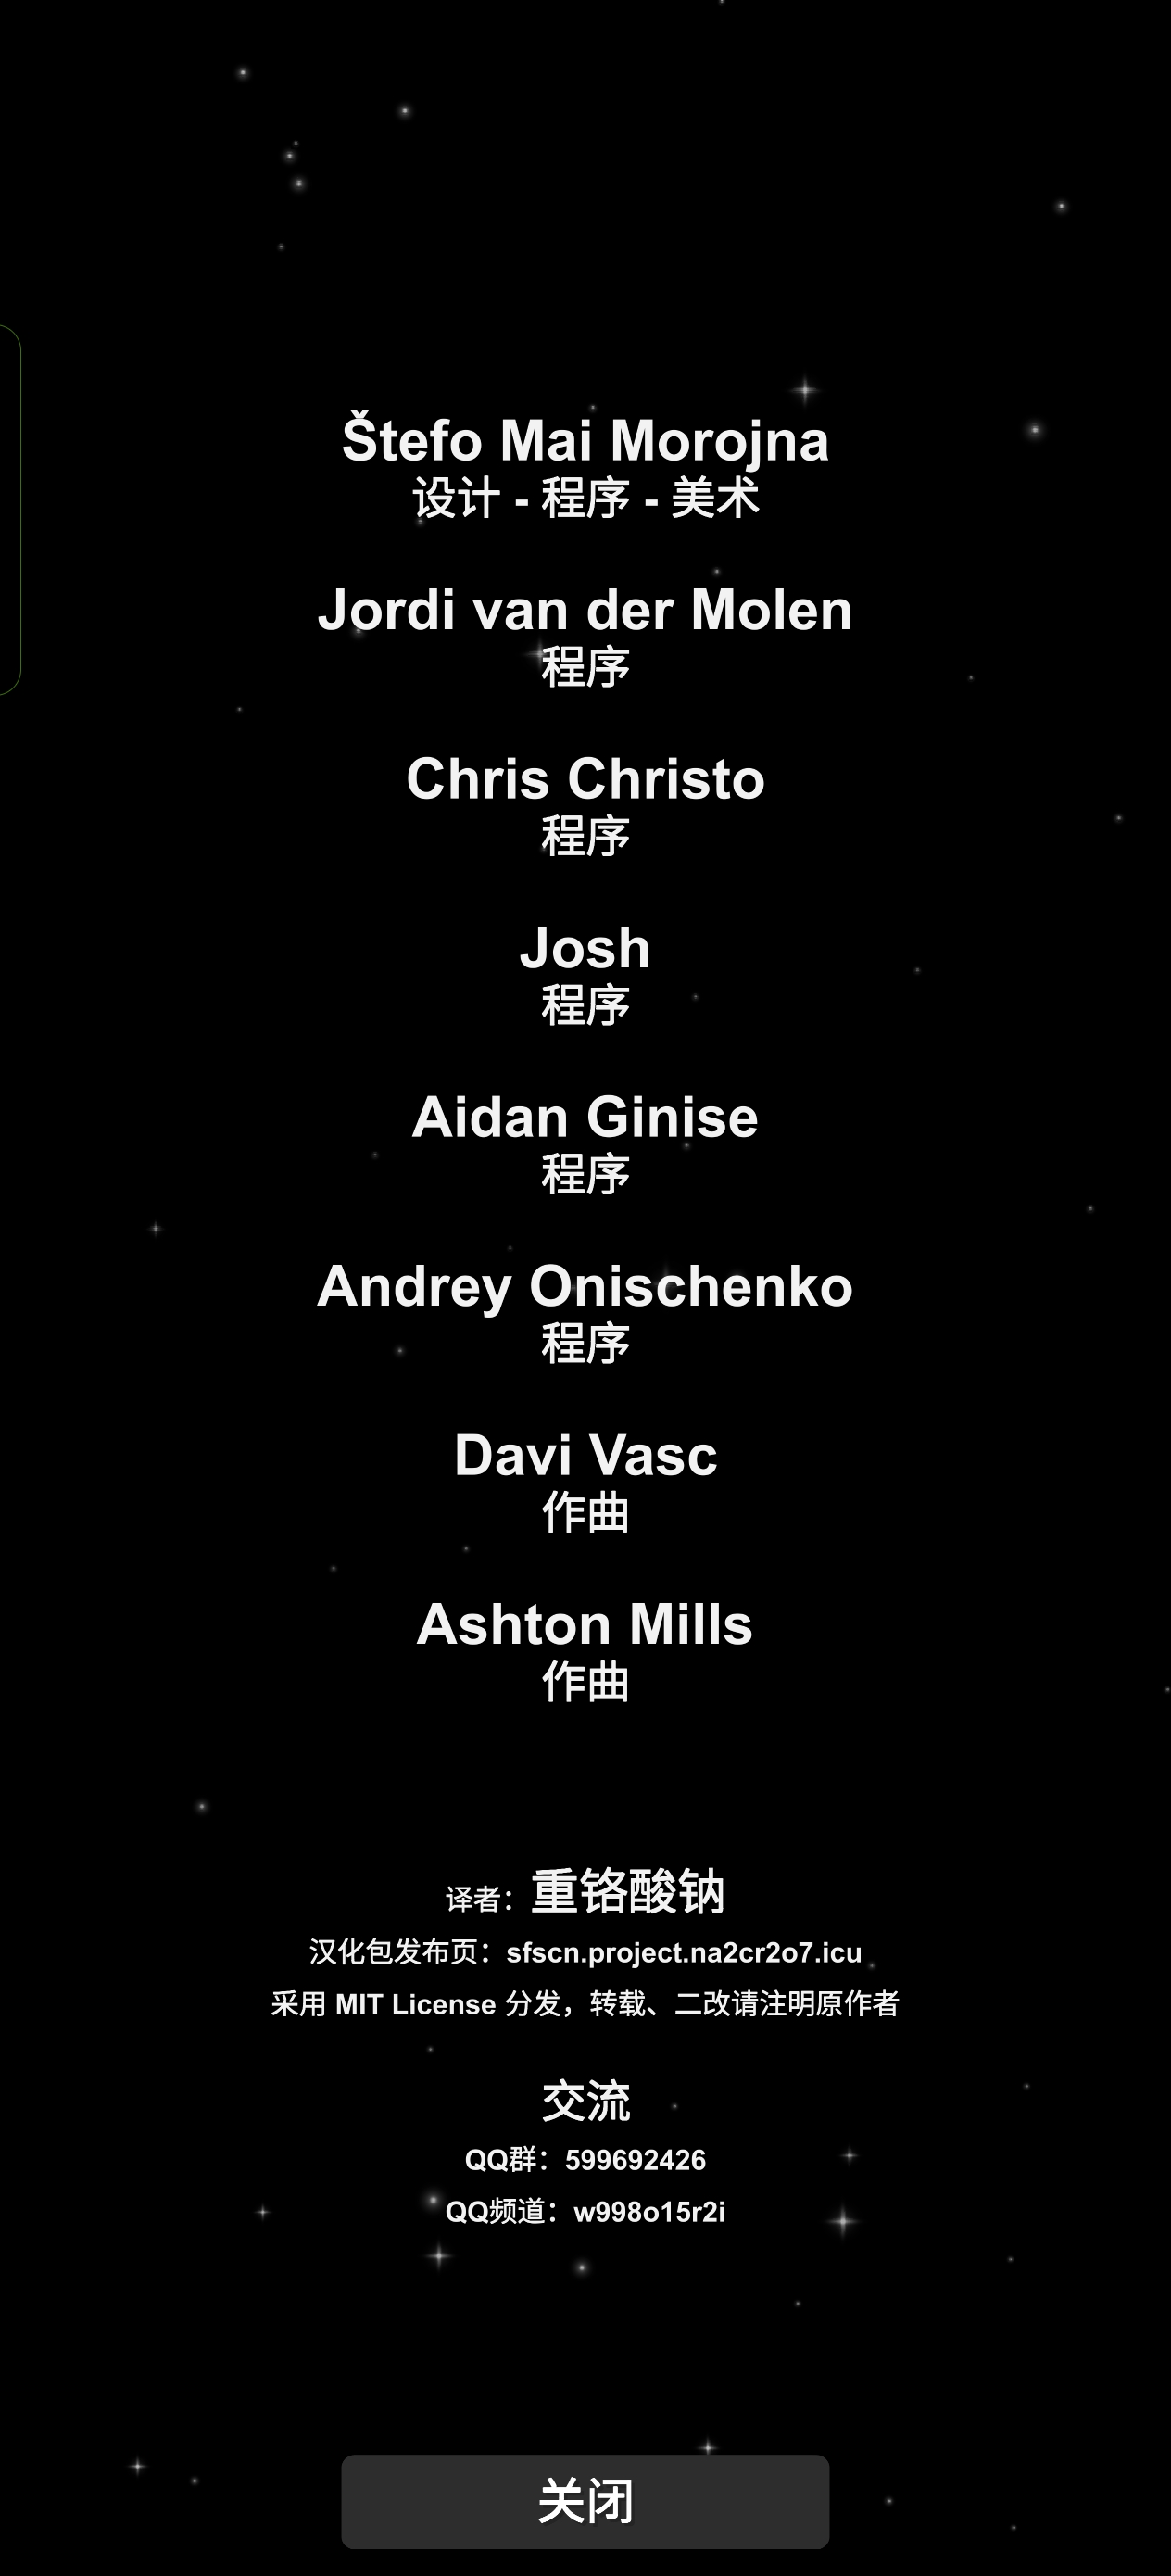 Štefo Mai Morojna
设计 - 程序 - 美术
Jordi van der Molen
程序
Chris Christo
程序
Josh
程序
Aidan Ginise
程序
Andrey Onischenko
程序
Davi Vasc
作曲
Ashton Mills
作曲
译者：重铬酸钠
汉化包发布页：sfscn.project.na2cr2o7.icu
采用 MIT License 分发，转载、二改请注明原作者
交流
QQ群：599692426
QQ频道：w998o15r2i
关闭